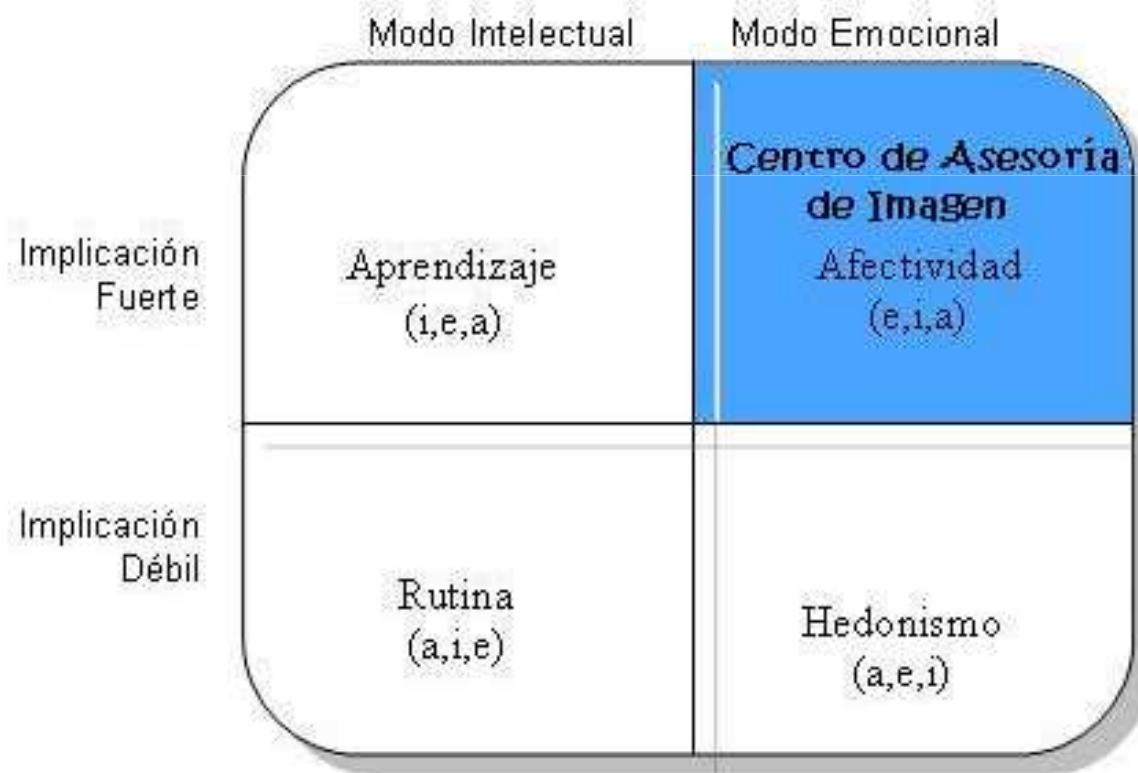 Modo Intelectual
Modo Emocional
Centro de Asesoría
de Imagen
Implicación
Fuerte
Aprendizaje
(i,e,a)
Afectividad
(e,i,a)
Implicación
Débil
Rutina
(a,i,e)
Hedonismo
(a,e,i)